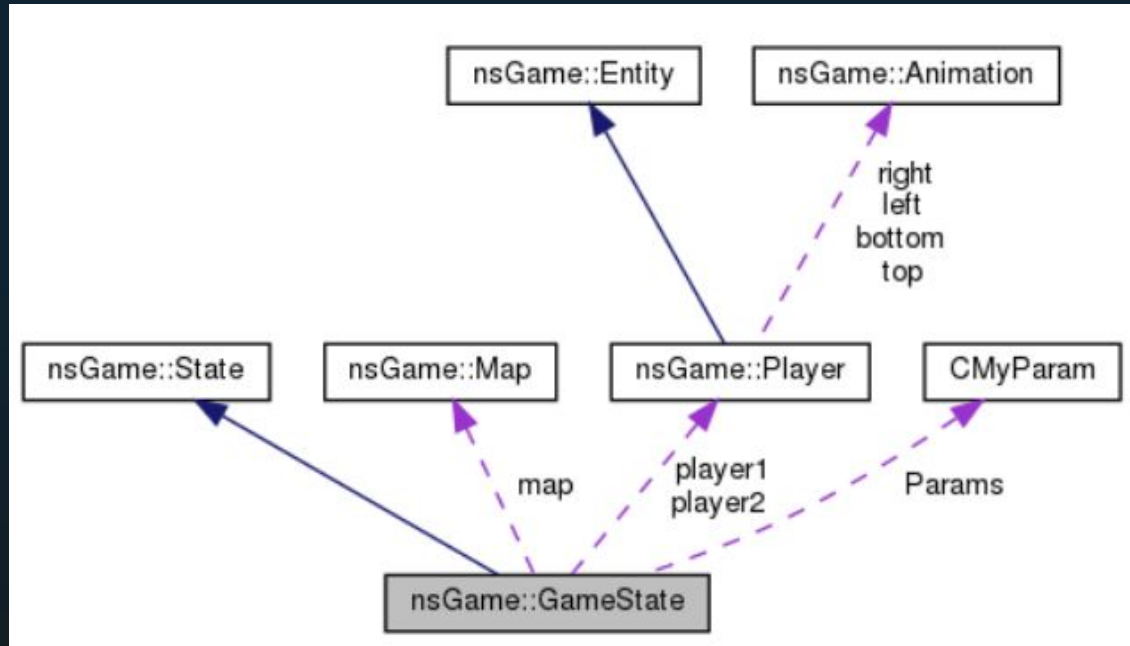 nsGame::Entity
nsGame::Animation
right
left
bottom
top
nsGame::State
nsGame::Map
nsGame::Player
CMyParam
map
player1
player2
Params
nsGame::GameState